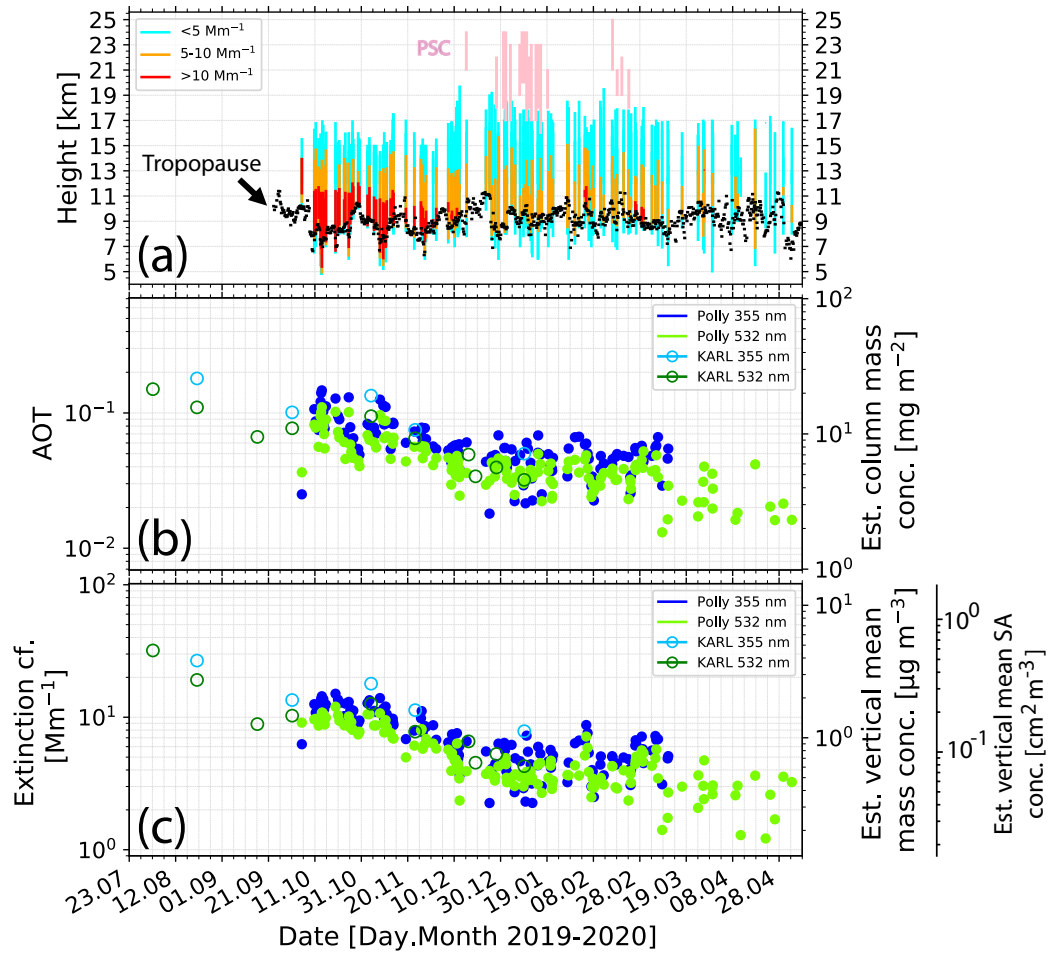 25
23
21
19
17
15
13
11
9
7
5
Height [km]
<5 Mm⁻¹
5-10 Mm⁻¹
>10 Mm⁻¹
PSC
Tropopause
(a)
25
23
21
19
17
15
13
11
9
7
5
AOT
10⁻¹
10⁻²
Polly 355 nm
Polly 532 nm
KARL 355 nm
KARL 532 nm
(b)
10²
10¹
10⁰
Est. column mass
conc. [mg m⁻²]
Extinction cf.
[Mm⁻¹]
10²
10¹
10⁰
Polly 355 nm
Polly 532 nm
KARL 355 nm
KARL 532 nm
(c)
10¹
10⁰
Est. vertical mean
mass conc. [µg m⁻³]
10⁰
10⁻¹
Est. vertical mean SA
conc. [cm² m⁻³]
23.07
12.08
01.09
21.09
11.10
31.10
20.11
10.12
30.12
19.01
08.02
28.02
19.03
08.04
28.04
Date [Day.Month 2019-2020]